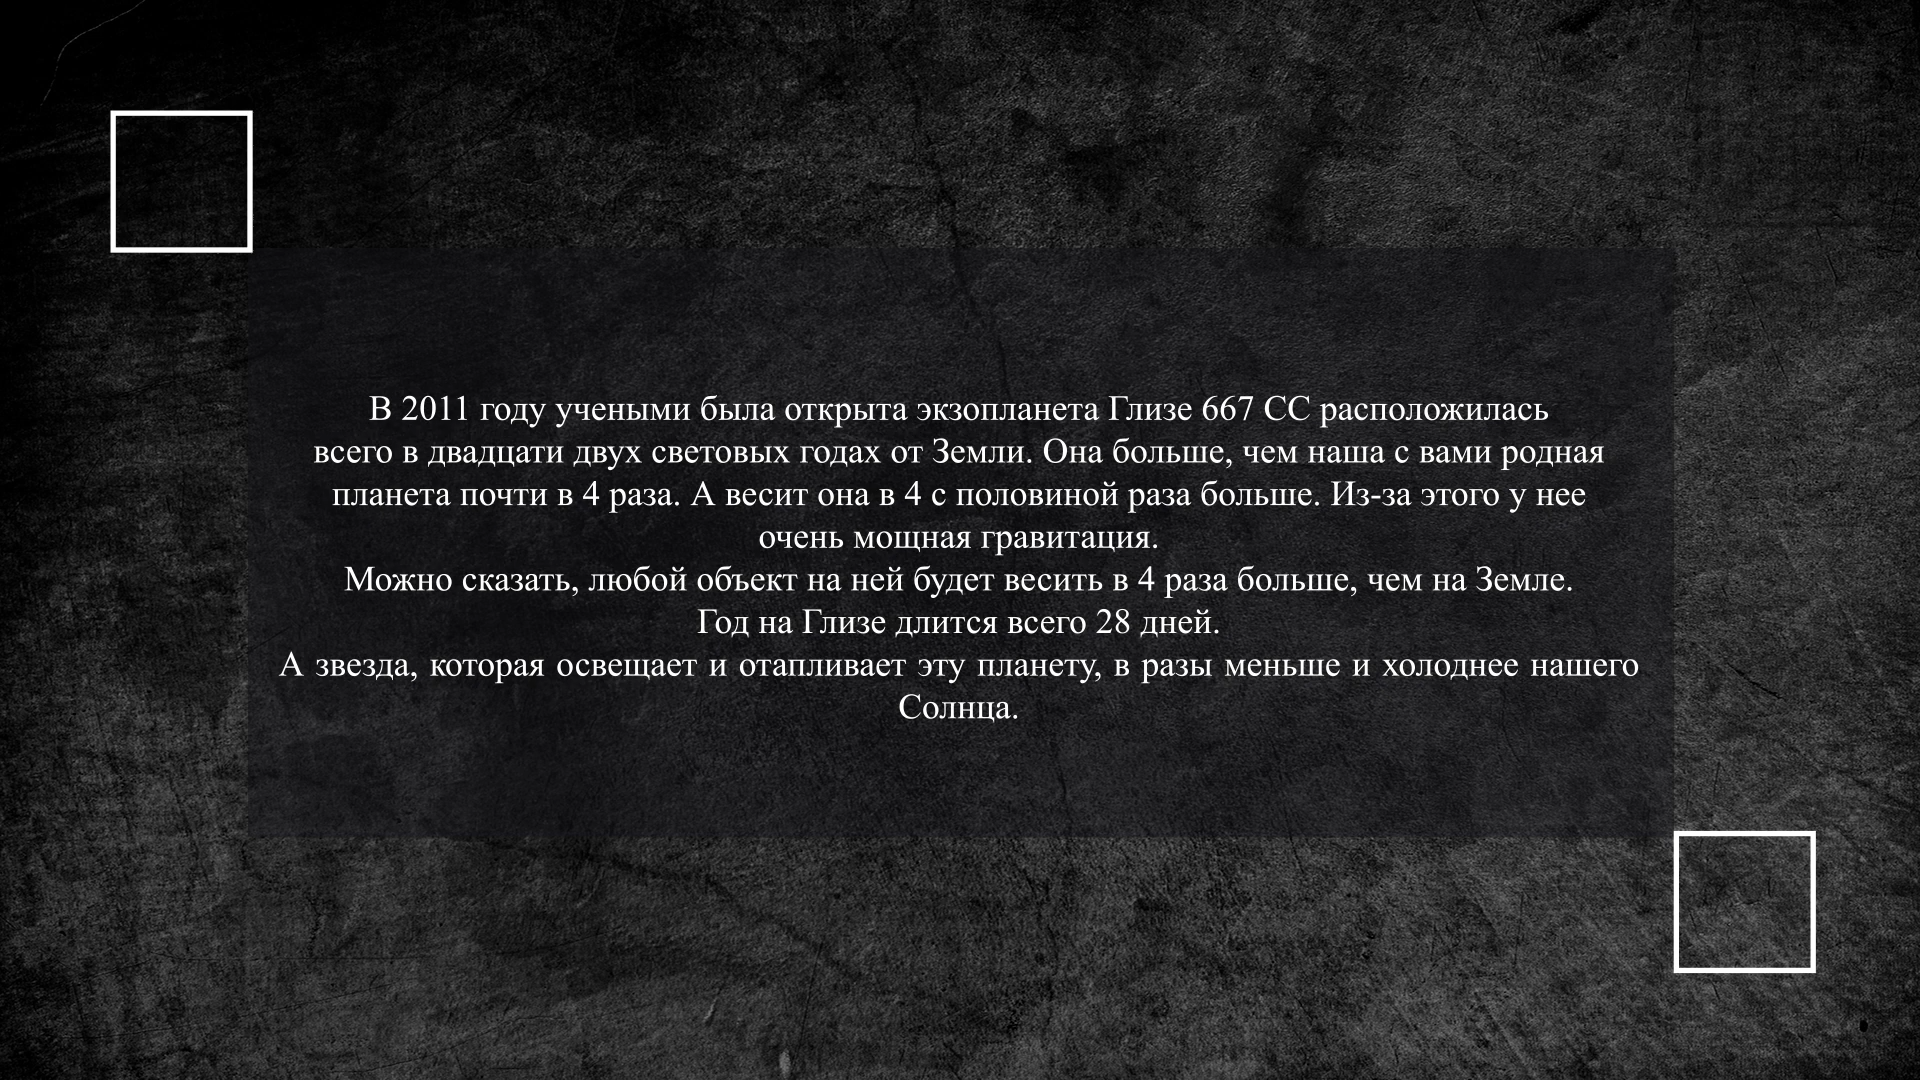 В 2011 году учеными была открыта экзопланета Глизе 667 СС расположилась
всего в двадцати двух световых годах от Земли. Она больше, чем наша с вами родная
планета почти в 4 раза. А весит она в 4 с половиной раза больше. Из-за этого у нее
очень мощная гравитация.
Можно сказать, любой объект на ней будет весить в 4 раза больше, чем на Земле.
Год на Глизе длится всего 28 дней.
А звезда, которая освещает и отапливает эту планету, в разы меньше и холоднее нашего
Солнца.